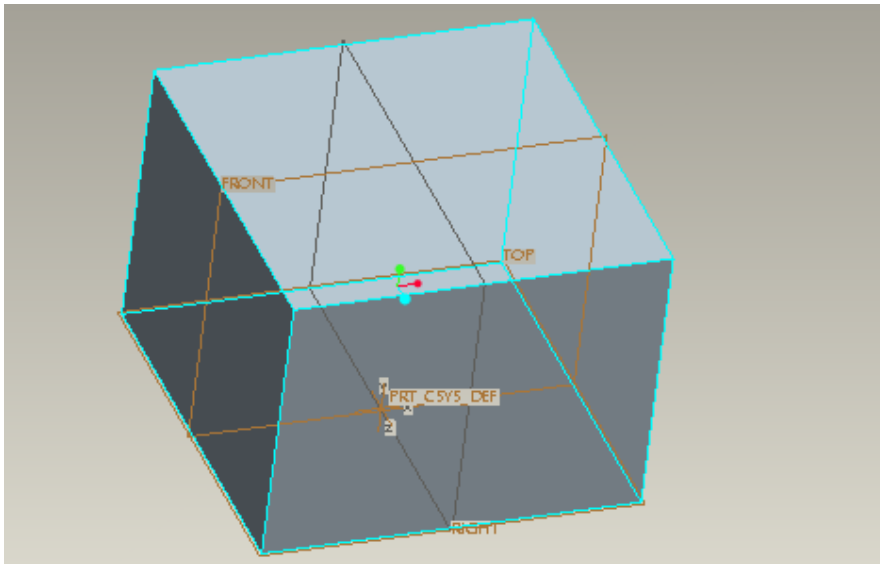 FRONT
TOP
Y
PRT_CSYS_DEF
X
Z
RIGHT